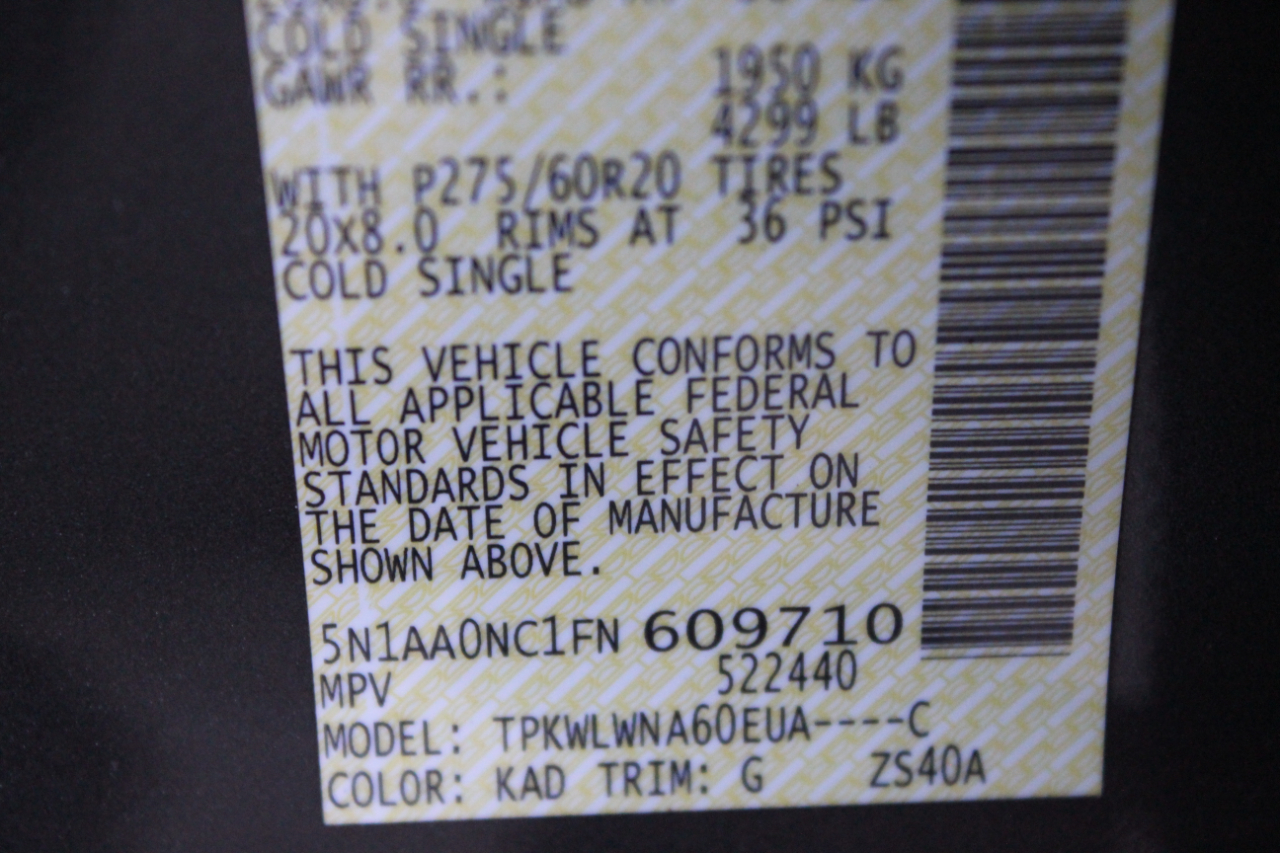 COLD SINGLE
GAWR RR.: 1950 KG
4299 LB
WITH P275/60R20 TIRES
20x8.0 RIMS AT 36 PSI
COLD SINGLE
THIS VEHICLE CONFORMS TO
ALL APPLICABLE FEDERAL
MOTOR VEHICLE SAFETY
STANDARDS IN EFFECT ON
THE DATE OF MANUFACTURE
SHOWN ABOVE.
5N1AA0NC1FN 609710
MPV 522440
MODEL: TPKWLWNA60EUA----C
COLOR: KAD TRIM: G ZS40A